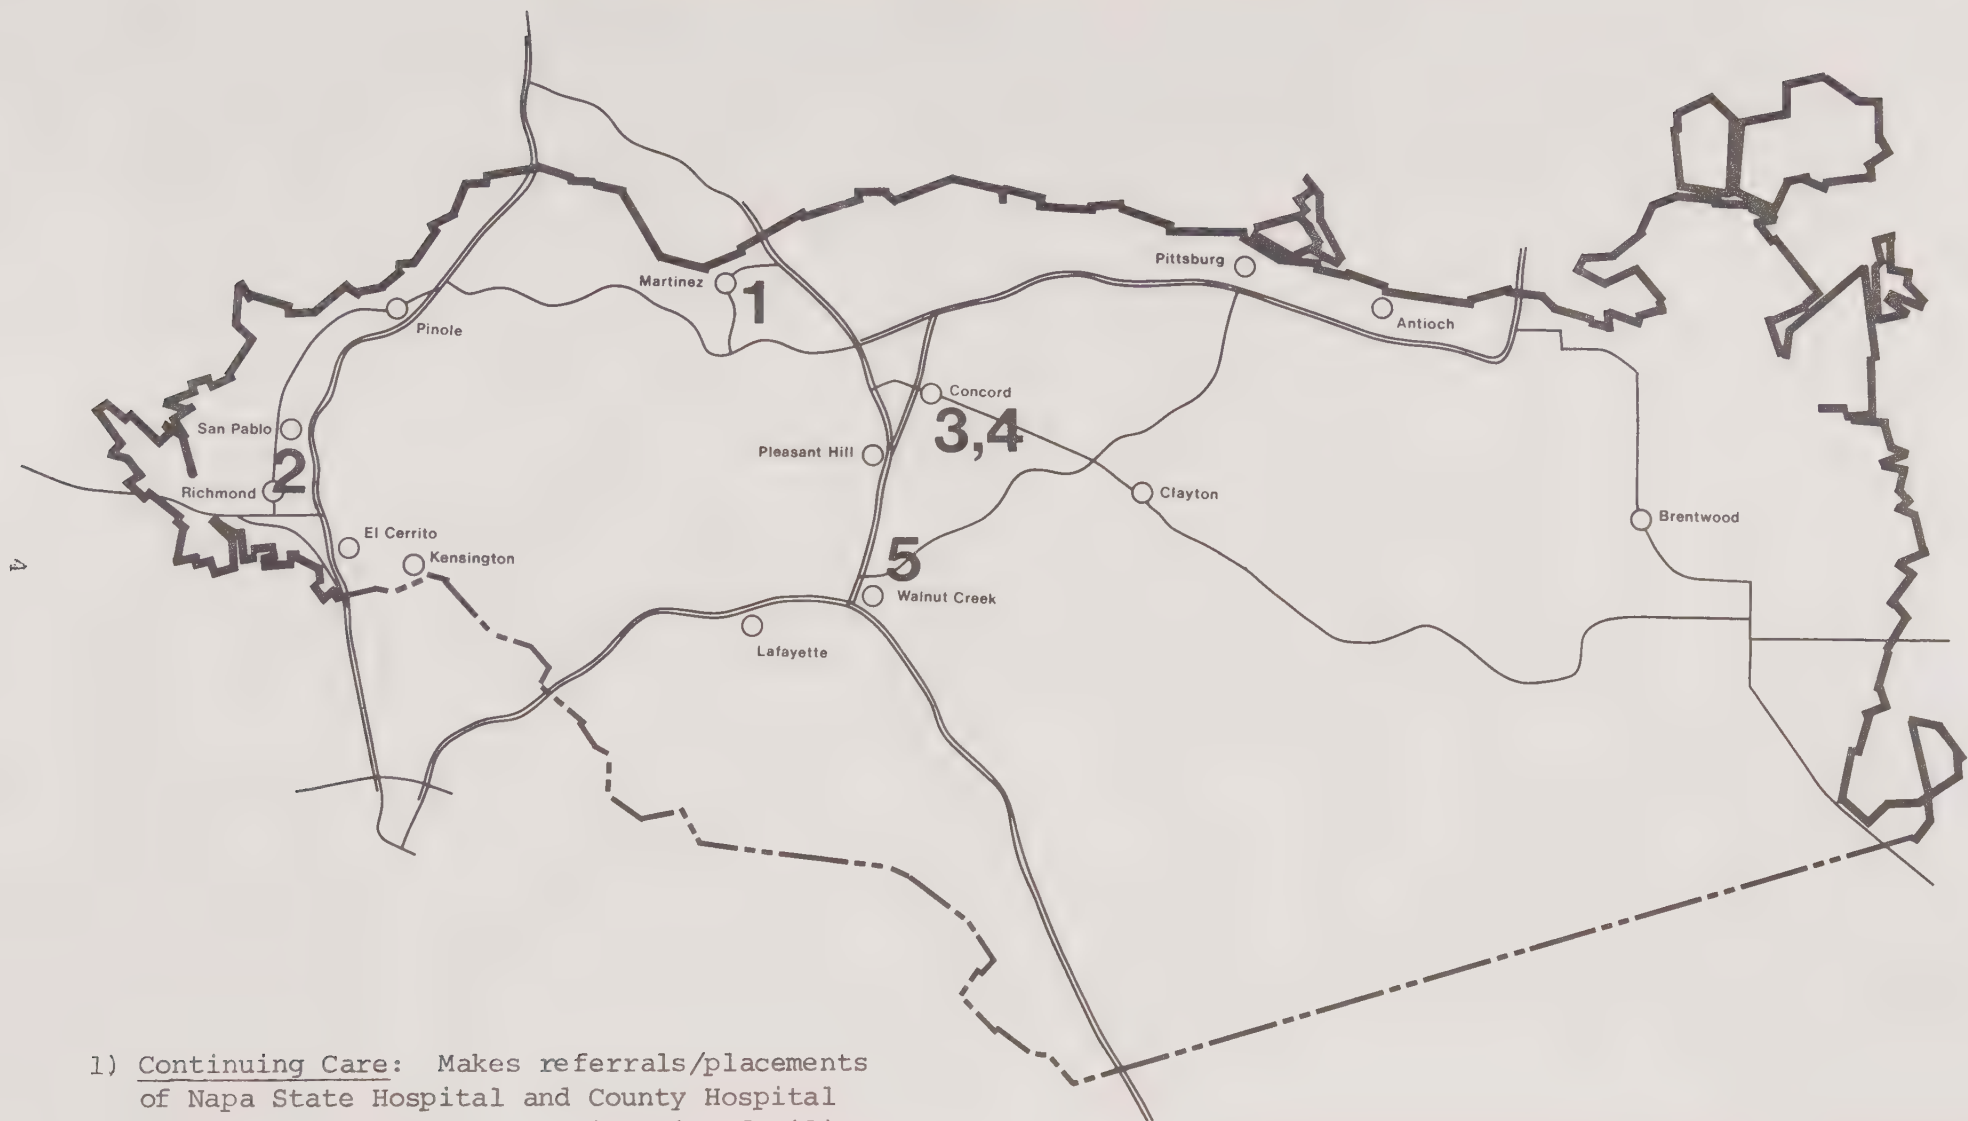 Martinez
1
Pittsburg
Antioch
Pinole
Concord
3,4
San Pablo
2
Richmond
Pleasant Hill
Clayton
Brentwood
El Cerrito
Kensington
5
Walnut Creek
Lafayette
4
1) Continuing Care: Makes referrals/placements
of Napa State Hospital and County Hospital